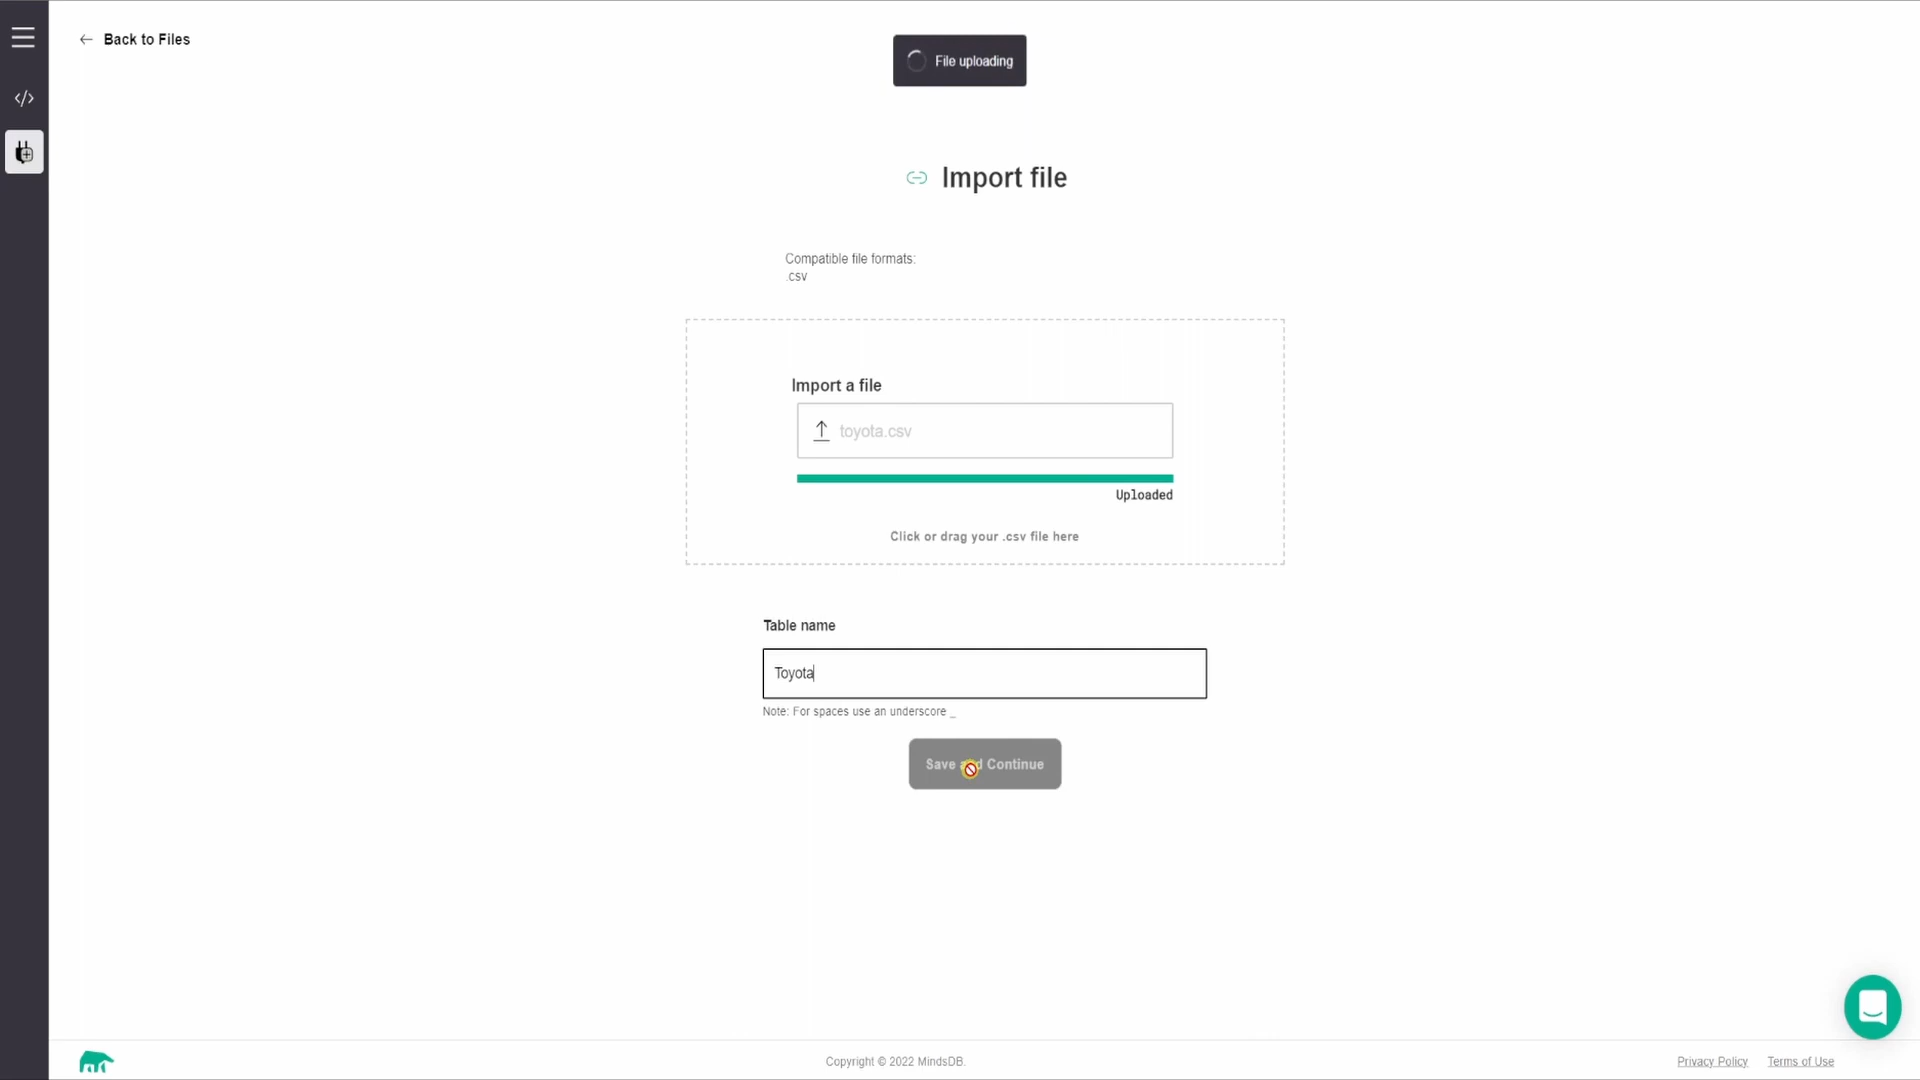 Back to Files
File uploading
Import file
Compatible file formats:
.csv
Import a file
toyota.csv
Uploaded
Click or drag your .csv file here
Table name
Toyota
Note: For spaces use an underscore _
Save and Continue
Copyright © 2022 MindsDB.
Privacy Policy
Terms of Use